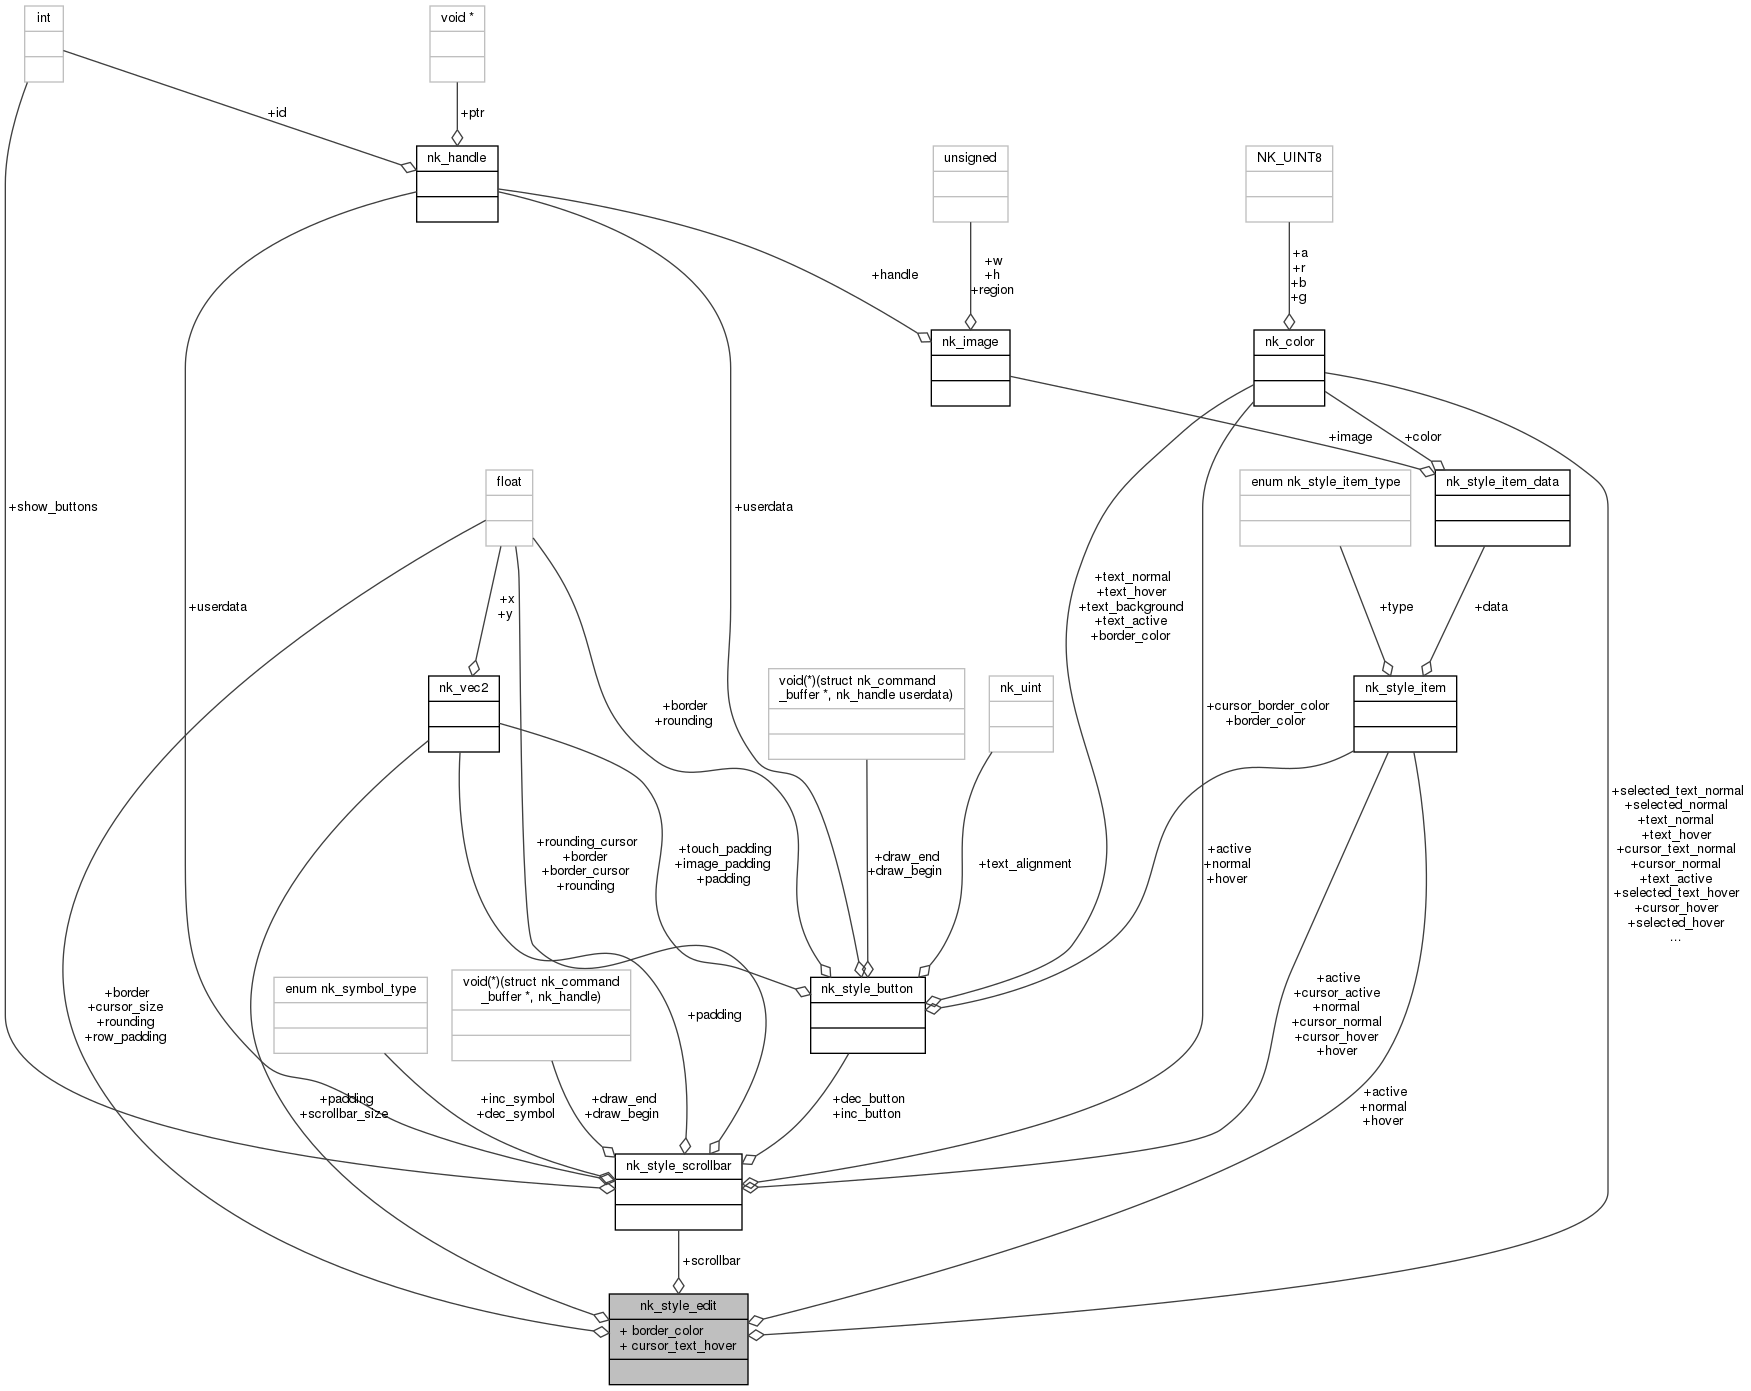 int
void *
+id
+ptr
nk_handle
unsigned
NK_UINT8
+handle
+w
+h
+region
+a
+r
+b
+g
nk_image
nk_color
+image
+color
float
enum nk_style_item_type
nk_style_item_data
+show_buttons
+userdata
+userdata
+x
+y
+text_normal
+text_hover
+text_background
+text_active
+border_color
+type
+data
nk_vec2
void(*)(struct nk_command
_buffer *, nk_handle userdata)
nk_uint
nk_style_item
+border
+rounding
+cursor_border_color
+border_color
+selected_text_normal
+selected_normal
+text_normal
+text_hover
+cursor_text_normal
+cursor_normal
+text_active
+selected_text_hover
+cursor_hover
+selected_hover
...
+rounding_cursor
+border
+border_cursor
+rounding
+touch_padding
+image_padding
+padding
+draw_end
+draw_begin
+text_alignment
+active
+normal
+hover
enum nk_symbol_type
void(*)(struct nk_command
_buffer *, nk_handle)
nk_style_button
+border
+cursor_size
+rounding
+row_padding
+padding
+active
+cursor_active
+normal
+cursor_normal
+cursor_hover
+hover
+padding
+scrollbar_size
+inc_symbol
+dec_symbol
+draw_end
+draw_begin
+dec_button
+inc_button
+active
+normal
+hover
nk_style_scrollbar
+scrollbar
nk_style_edit
+ border_color
+ cursor_text_hover